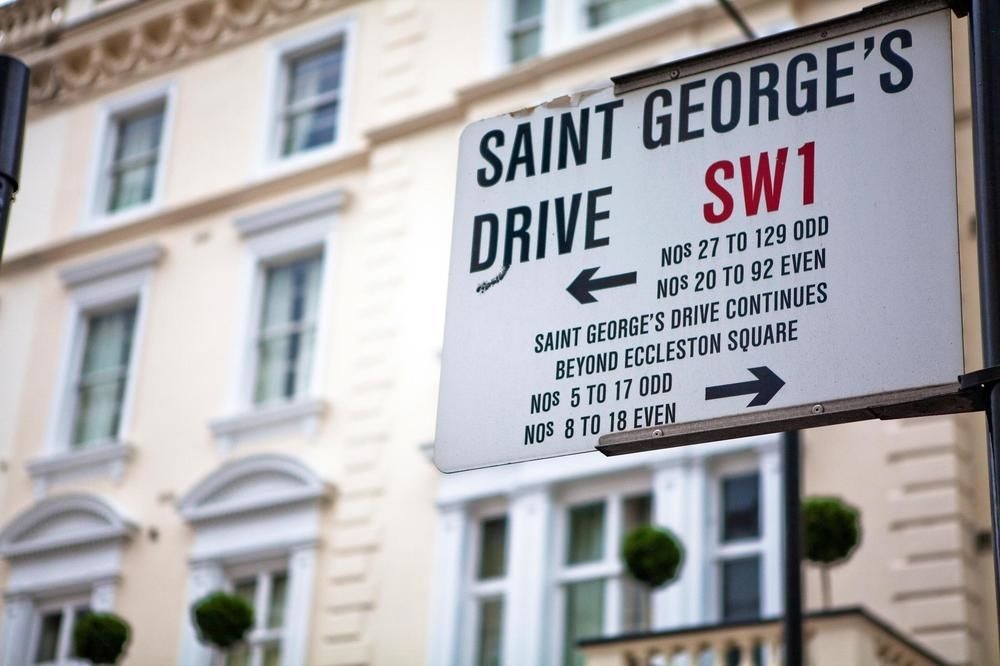 SAINT GEORGE'S
DRIVE SW1
NOS 27 TO 129 ODD
NOS 20 TO 92 EVEN
SAINT GEORGE'S DRIVE CONTINUES
BEYOND ECCLESTON SQUARE
NOS 5 TO 17 ODD
NOS 8 TO 18 EVEN